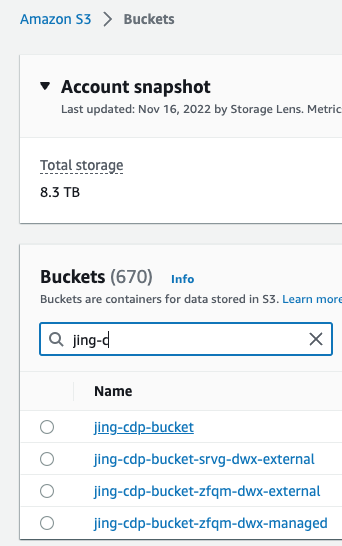 Amazon S3 > Buckets
Account snapshot
Last updated: Nov 16, 2022 by Storage Lens. Metric
Total storage
8.3 TB
Buckets (670) Info
Buckets are containers for data stored in S3. Learn more
jing-c
Name
jing-cdp-bucket
jing-cdp-bucket-srvg-dwx-external
jing-cdp-bucket-zfqm-dwx-external
jing-cdp-bucket-zfqm-dwx-managed